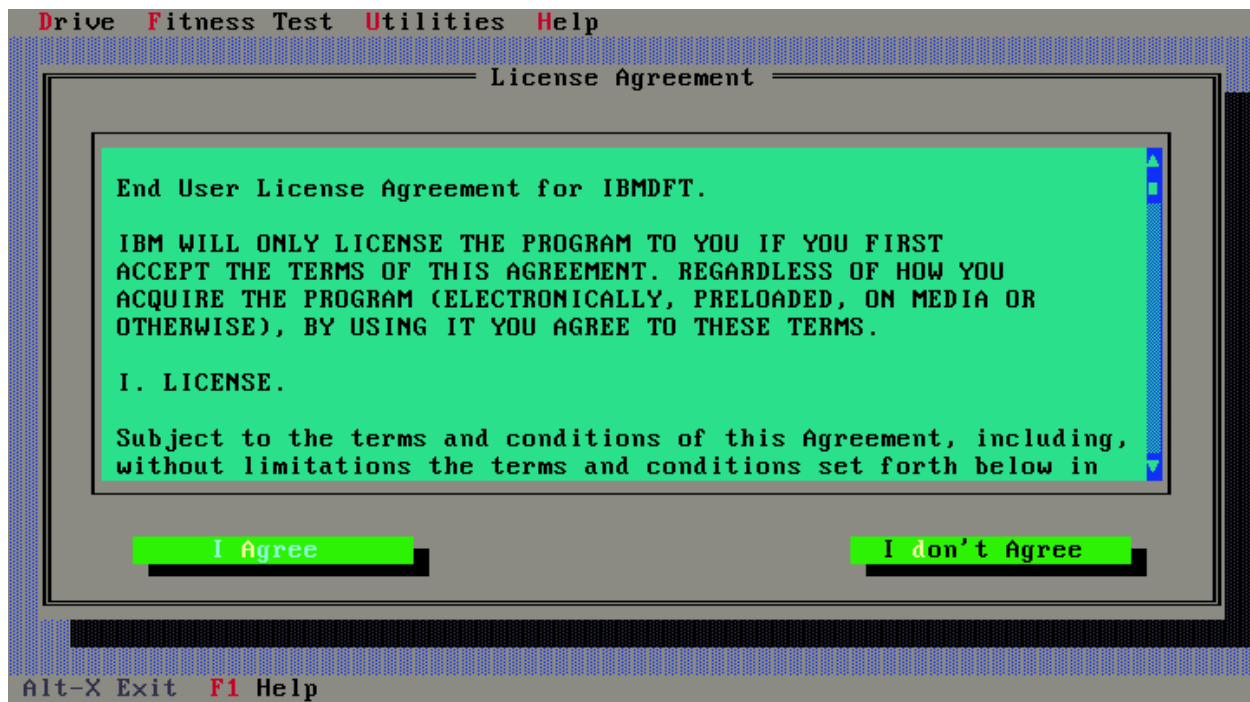 Drive Fitness Test Utilities Help
License Agreement
End User License Agreement for IBMDFT.
IBM WILL ONLY LICENSE THE PROGRAM TO YOU IF YOU FIRST
ACCEPT THE TERMS OF THIS AGREEMENT. REGARDLESS OF HOW YOU
ACQUIRE THE PROGRAM (ELECTRONICALLY, PRELOADED, ON MEDIA OR
OTHERWISE), BY USING IT YOU AGREE TO THESE TERMS.
I. LICENSE.
Subject to the terms and conditions of this Agreement, including,
without limitations the terms and conditions set forth below in
I Agree I don't Agree
Alt-X Exit F1 Help